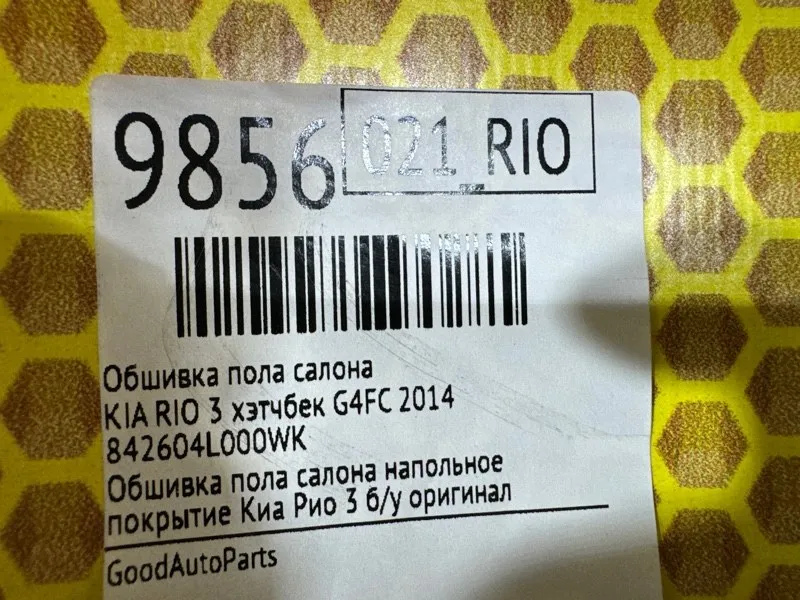 9856 021_RIO
Обшивка пола салона
KIA RIO 3 хэтчбек G4FC 2014
842604L000WK
Обшивка пола салона напольное
покрытие Киа Рио 3 б/у оригинал
GoodAutoParts